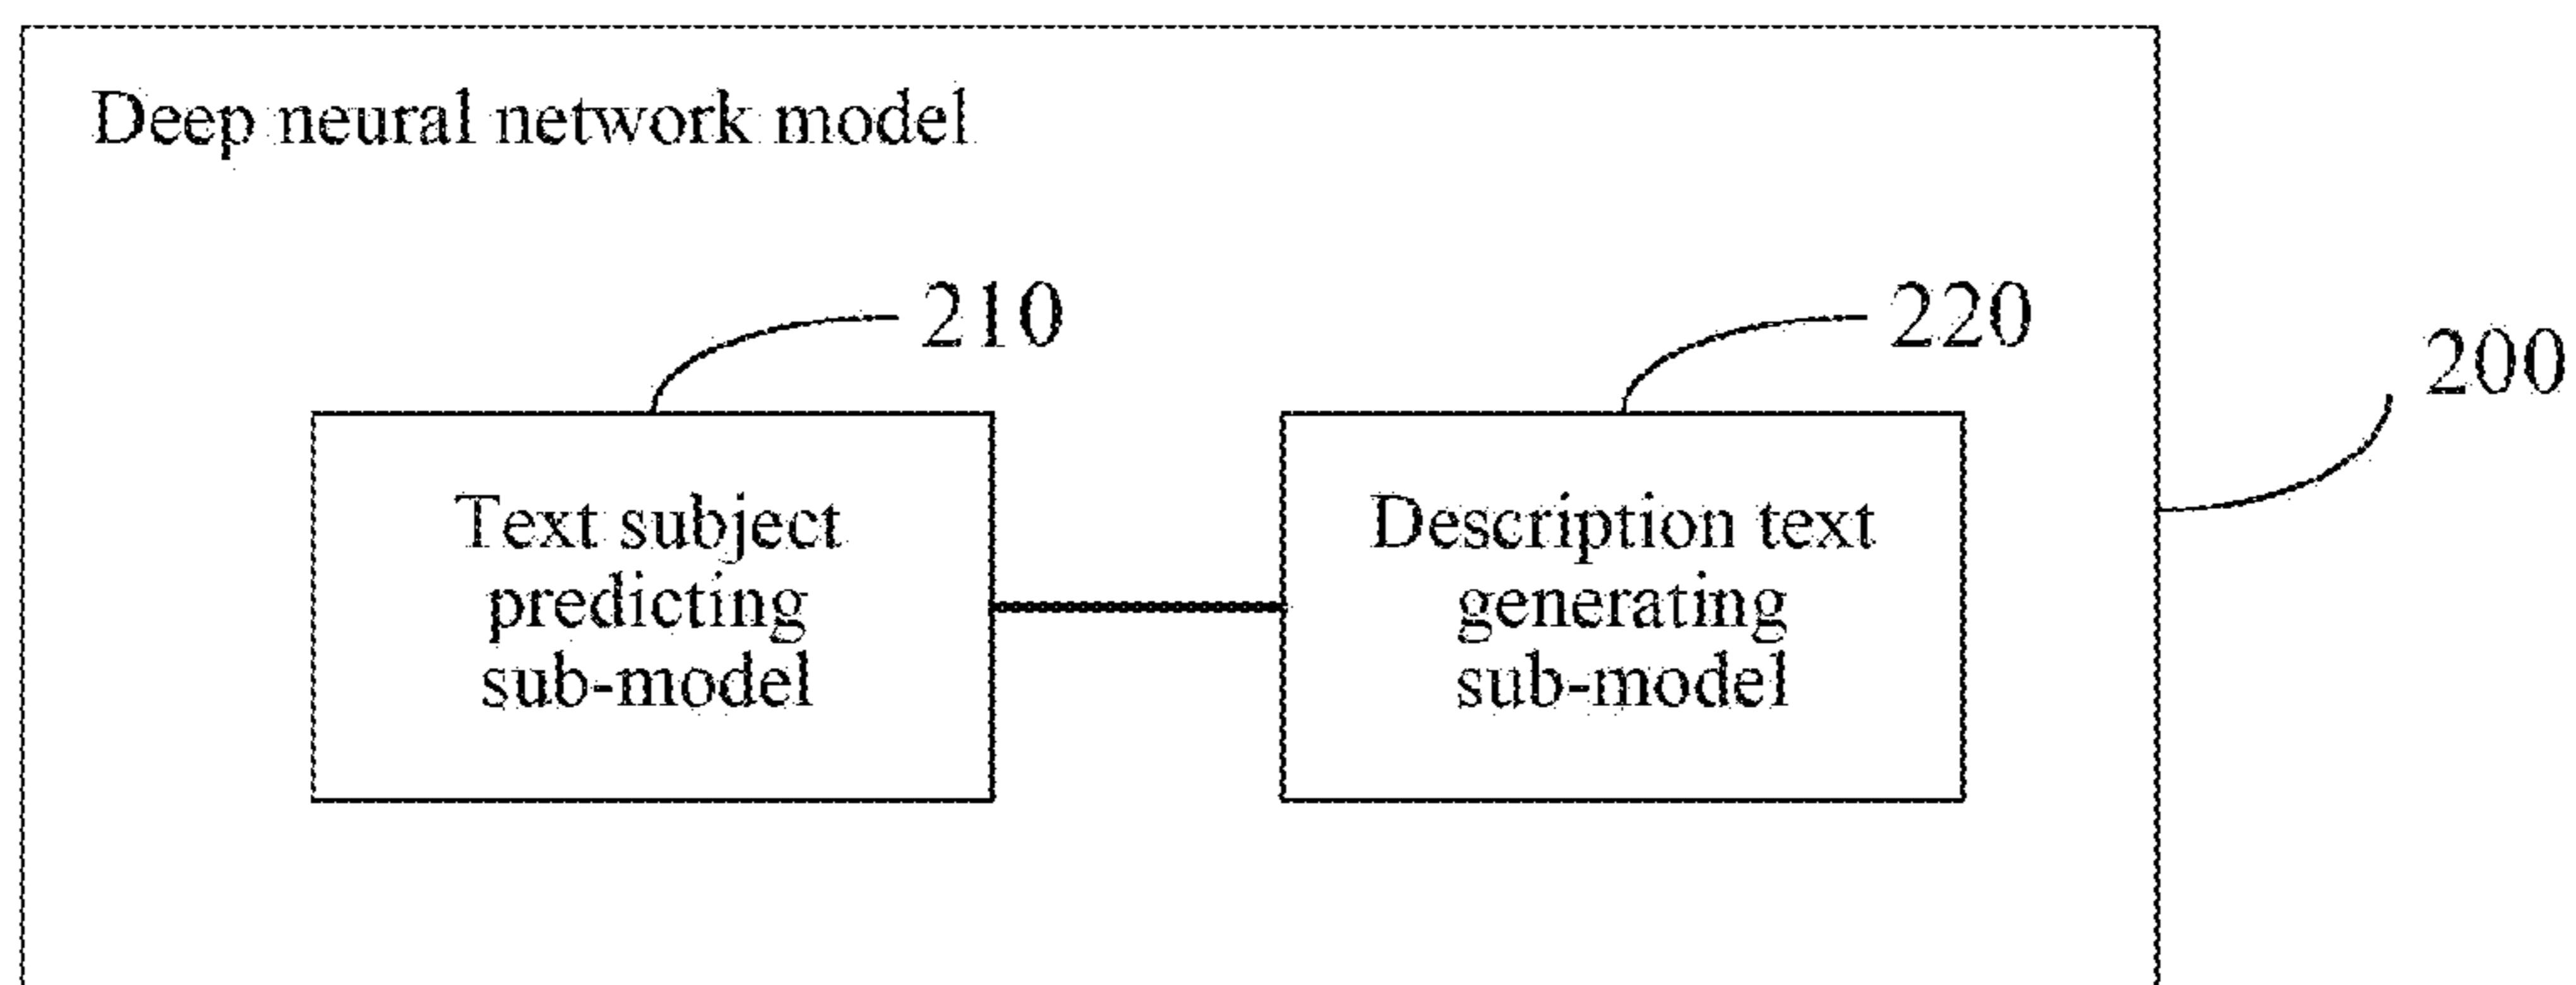 Deep neural network model
210
220
200
Text subject
predicting
sub-model
Description text
generating
sub-model